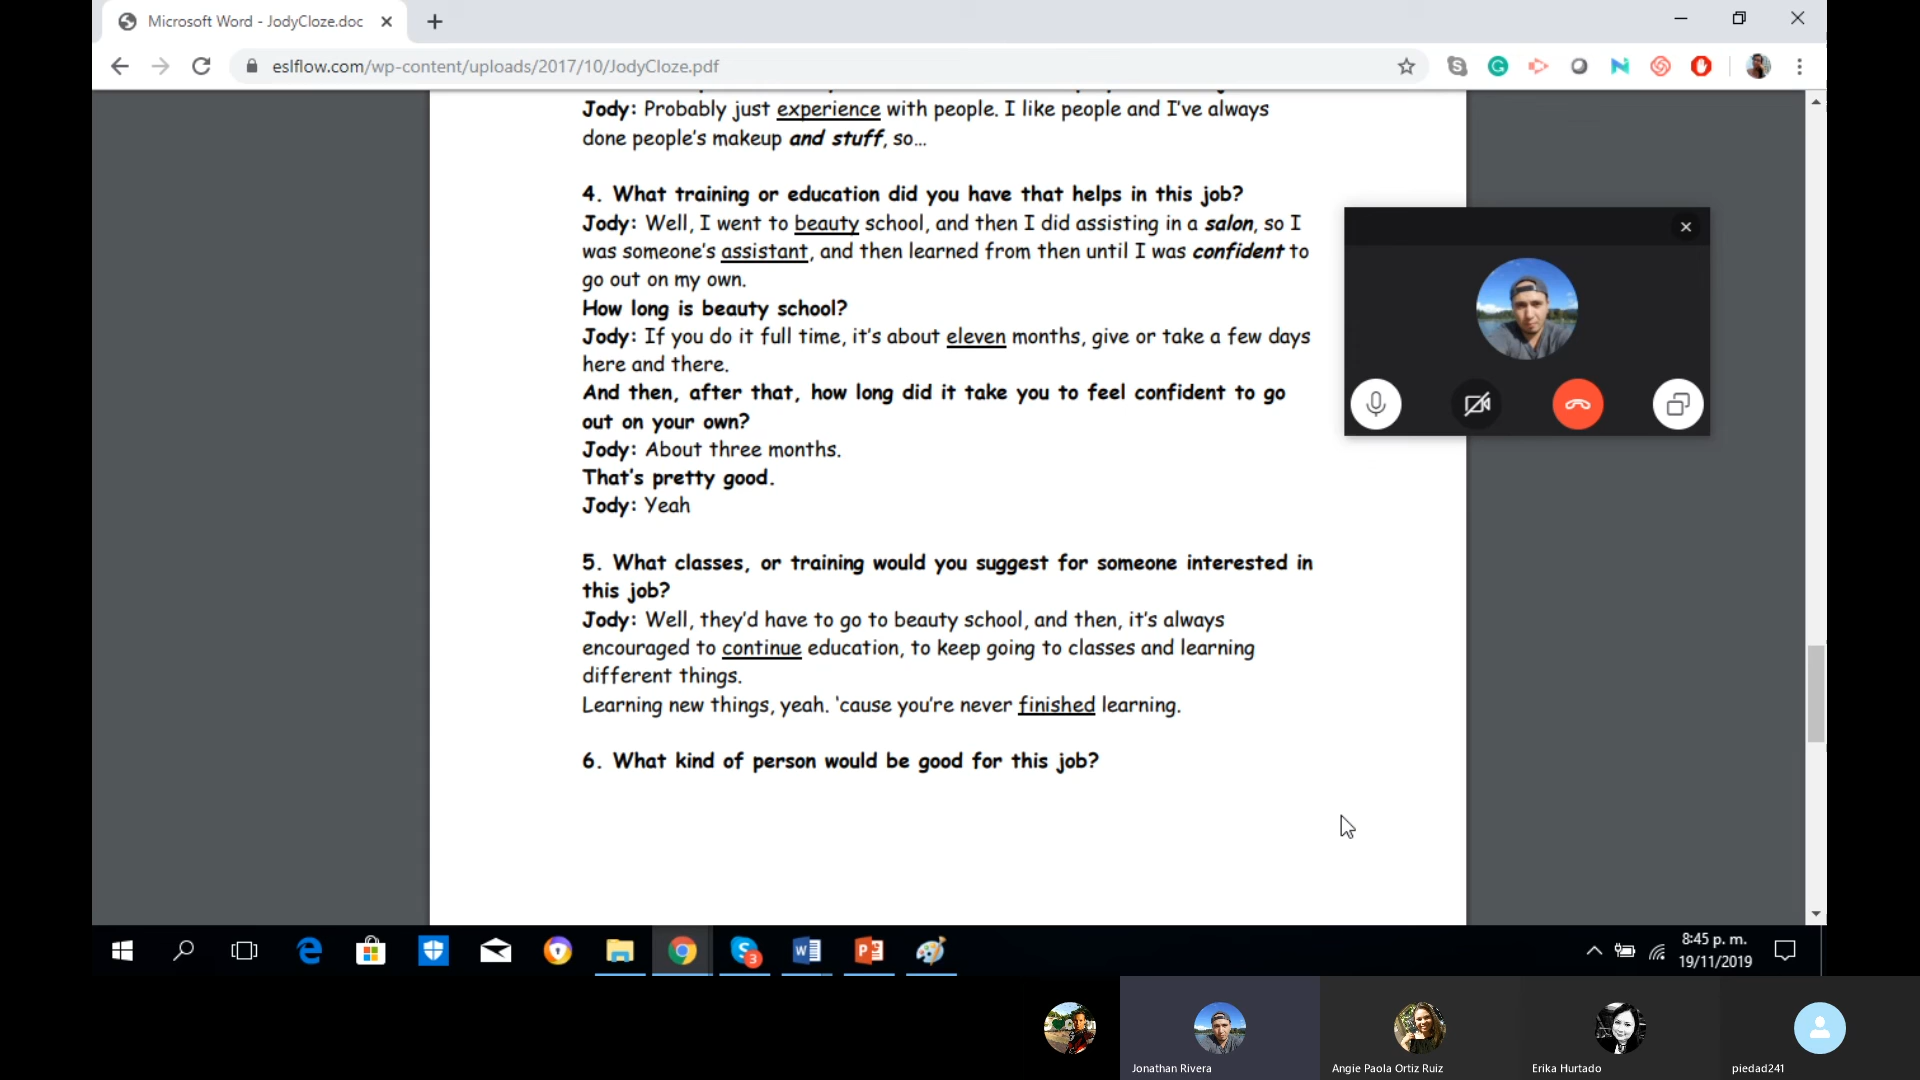 Microsoft Word - JodyCloze.doc
eslflow.com/wp-content/uploads/2017/10/JodyCloze.pdf
Jody: Probably just experience with people. I like people and I've always
done people's makeup and stuff, so...
4. What training or education did you have that helps in this job?
Jody: Well, I went to beauty school, and then I did assisting in a salon, so I
was someone's assistant, and then learned from then until I was confident to
go out on my own.
How long is beauty school?
Jody: If you do it full time, it's about eleven months, give or take a few days
here and there.
And then, after that, how long did it take you to feel confident to go
out on your own?
Jody: About three months.
That's pretty good.
Jody: Yeah
5. What classes, or training would you suggest for someone interested in
this job?
Jody: Well, they'd have to go to beauty school, and then, it's always
encouraged to continue education, to keep going to classes and learning
different things.
Learning new things, yeah. 'cause you're never finished learning.
6. What kind of person would be good for this job?
3
8:45 p. m.
19/11/2019
Jonathan Rivera
Angie Paola Ortiz Ruiz
Erika Hurtado
piedad241